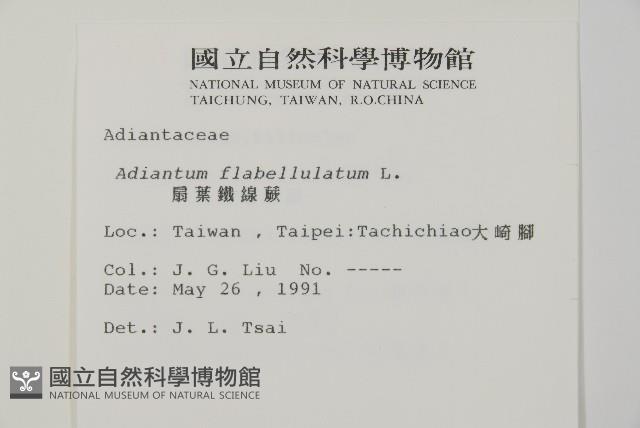 國立自然科學博物館
NATIONAL MUSEUM OF NATURAL SCIENCE
TAICHUNG, TAIWAN, R.O.CHINA
Adiantaceae
Adiantum flabellulatum L.
扇葉鐵線蕨
Loc.: Taiwan , Taipei:Tachichiao大崎腳
Col.: J. G. Liu No. -----
Date: May 26 , 1991
Det.: J. L. Tsai
國立自然科學博物館
NATIONAL MUSEUM OF NATURAL SCIENCE